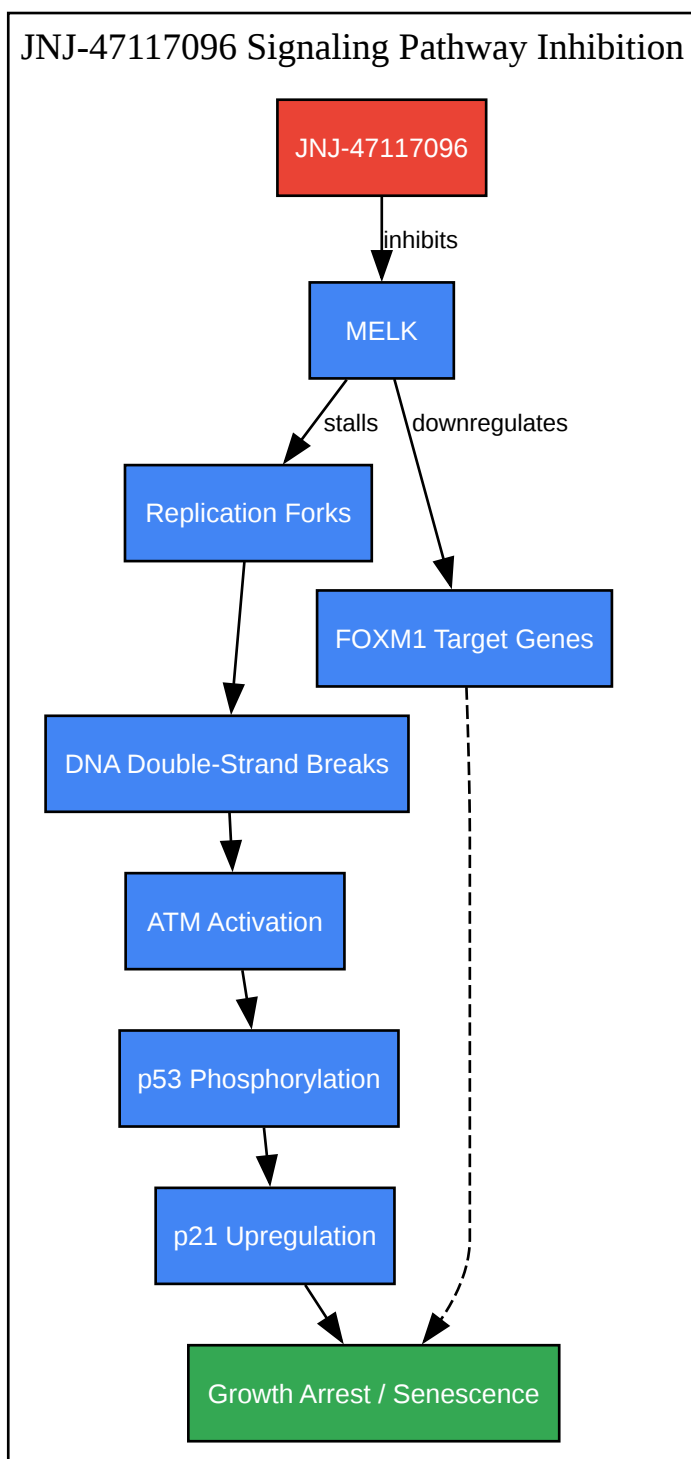 JNJ-47117096 Signaling Pathway Inhibition
JNJ-47117096
inhibits
MELK
stalls
downregulates
Replication Forks
FOXM1 Target Genes
DNA Double-Strand Breaks
ATM Activation
p53 Phosphorylation
p21 Upregulation
Growth Arrest / Senescence